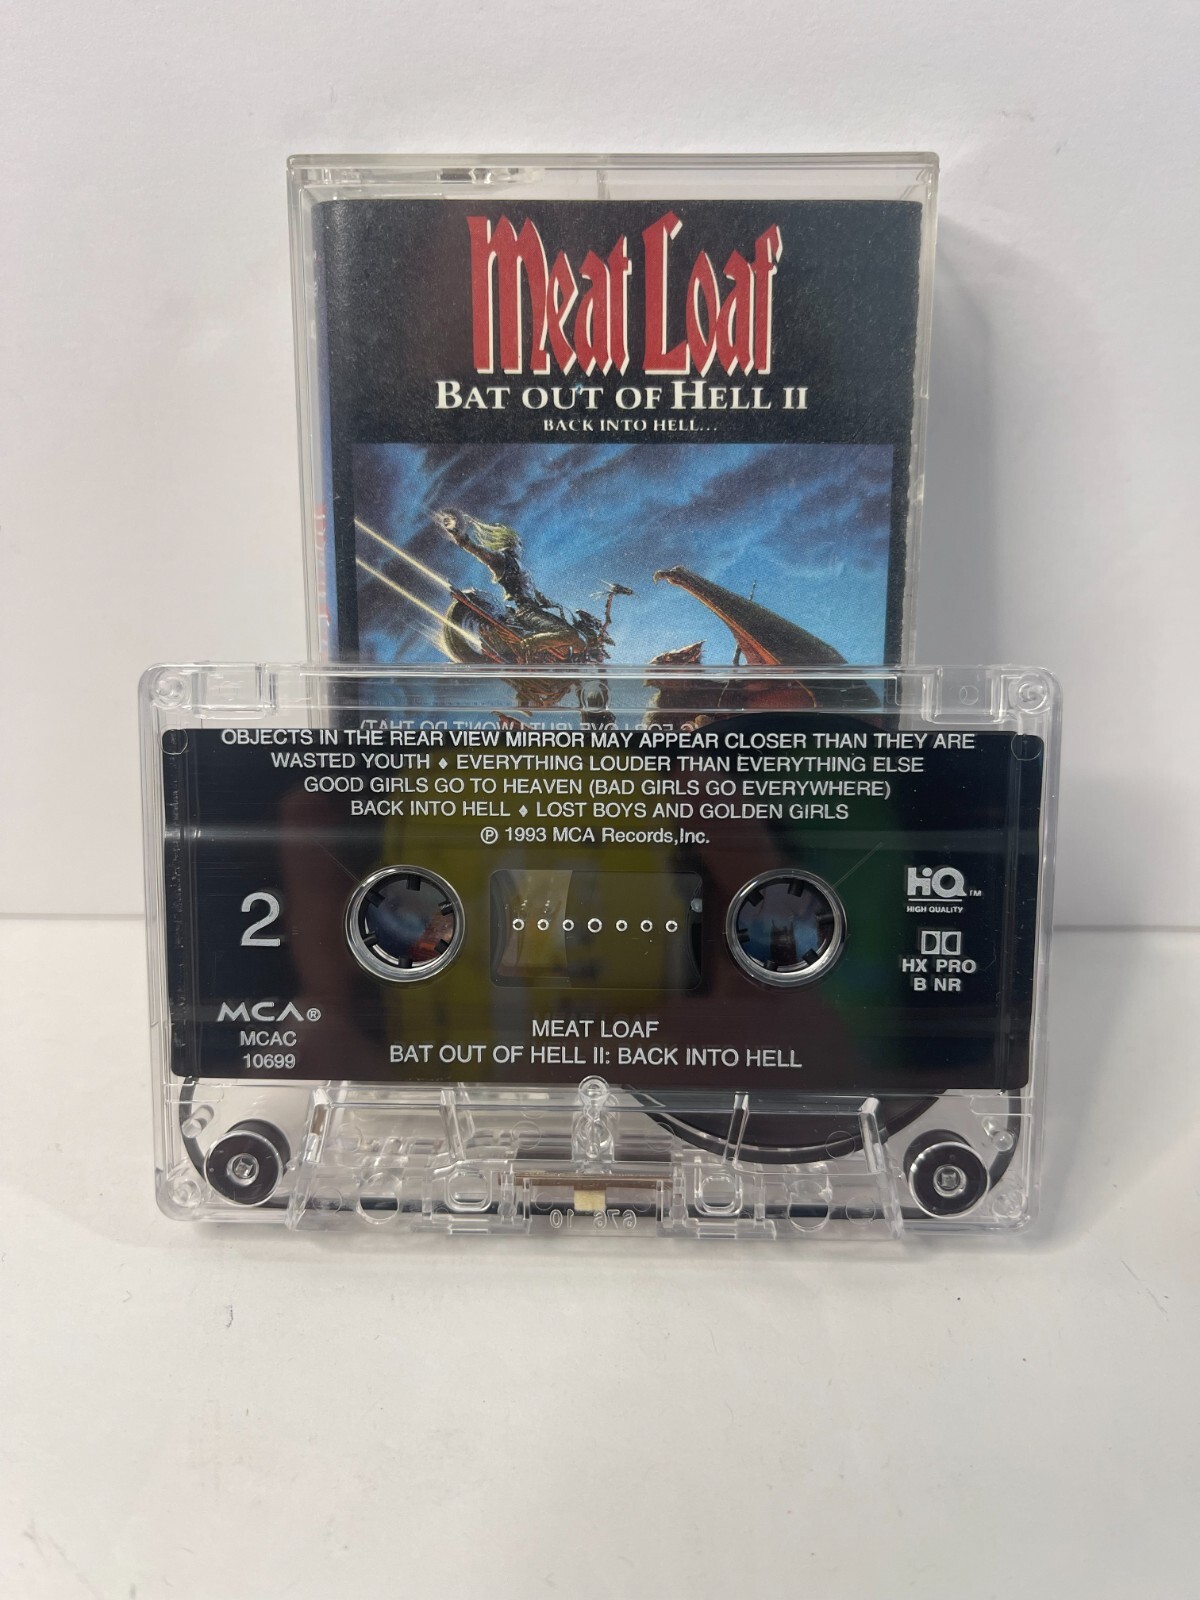 Meat Loaf
BAT OUT OF HELL II
BACK INTO HELL...
OBJECTS IN THE REAR VIEW MIRROR MAY APPEAR CLOSER THAN THEY ARE
WASTED YOUTH ♦ EVERYTHING LOUDER THAN EVERYTHING ELSE
GOOD GIRLS GO TO HEAVEN (BAD GIRLS GO EVERYWHERE)
BACK INTO HELL ♦ LOST BOYS AND GOLDEN GIRLS
℗ 1993 MCA Records,Inc.
HiQ™
HIGH QUALITY
2
HX PRO
B NR
MCA®
MCAC
10699
MEAT LOAF
BAT OUT OF HELL II: BACK INTO HELL